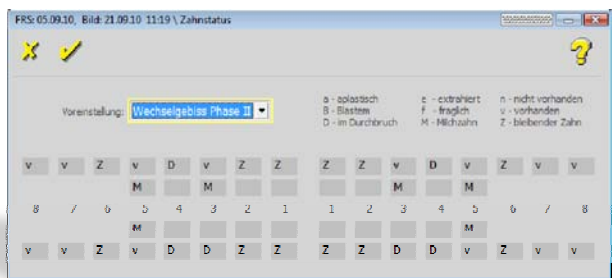 FRS: 05.09.10, Bild: 21.09.10 11:19 \ Zahnstatus
Voreinstellung: Wechselgebiss Phase II
a - aplastisch e - extrahiert n - nicht vorhanden
B - Blastem f - fraglich v - vorhanden
D - im Durchbruch M - Milchzahn Z - bleibender Zahn
v v Z v D v Z Z Z Z v D v Z v v
M M M M
8 7 6 5 4 3 2 1 1 2 3 4 5 6 7 8
M M
v v Z v D D Z Z Z Z D D v Z v v